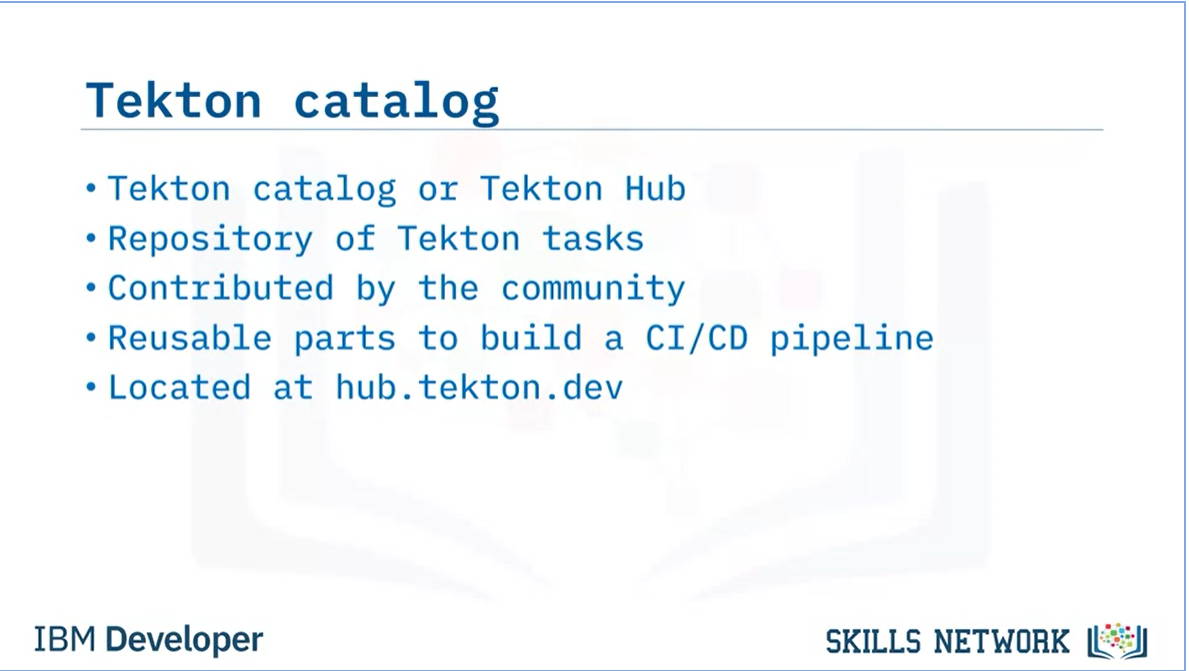 Tekton catalog
• Tekton catalog or Tekton Hub
• Repository of Tekton tasks
• Contributed by the community
• Reusable parts to build a CI/CD pipeline
• Located at hub.tekton.dev
IBM Developer
SKILLS NETWORK